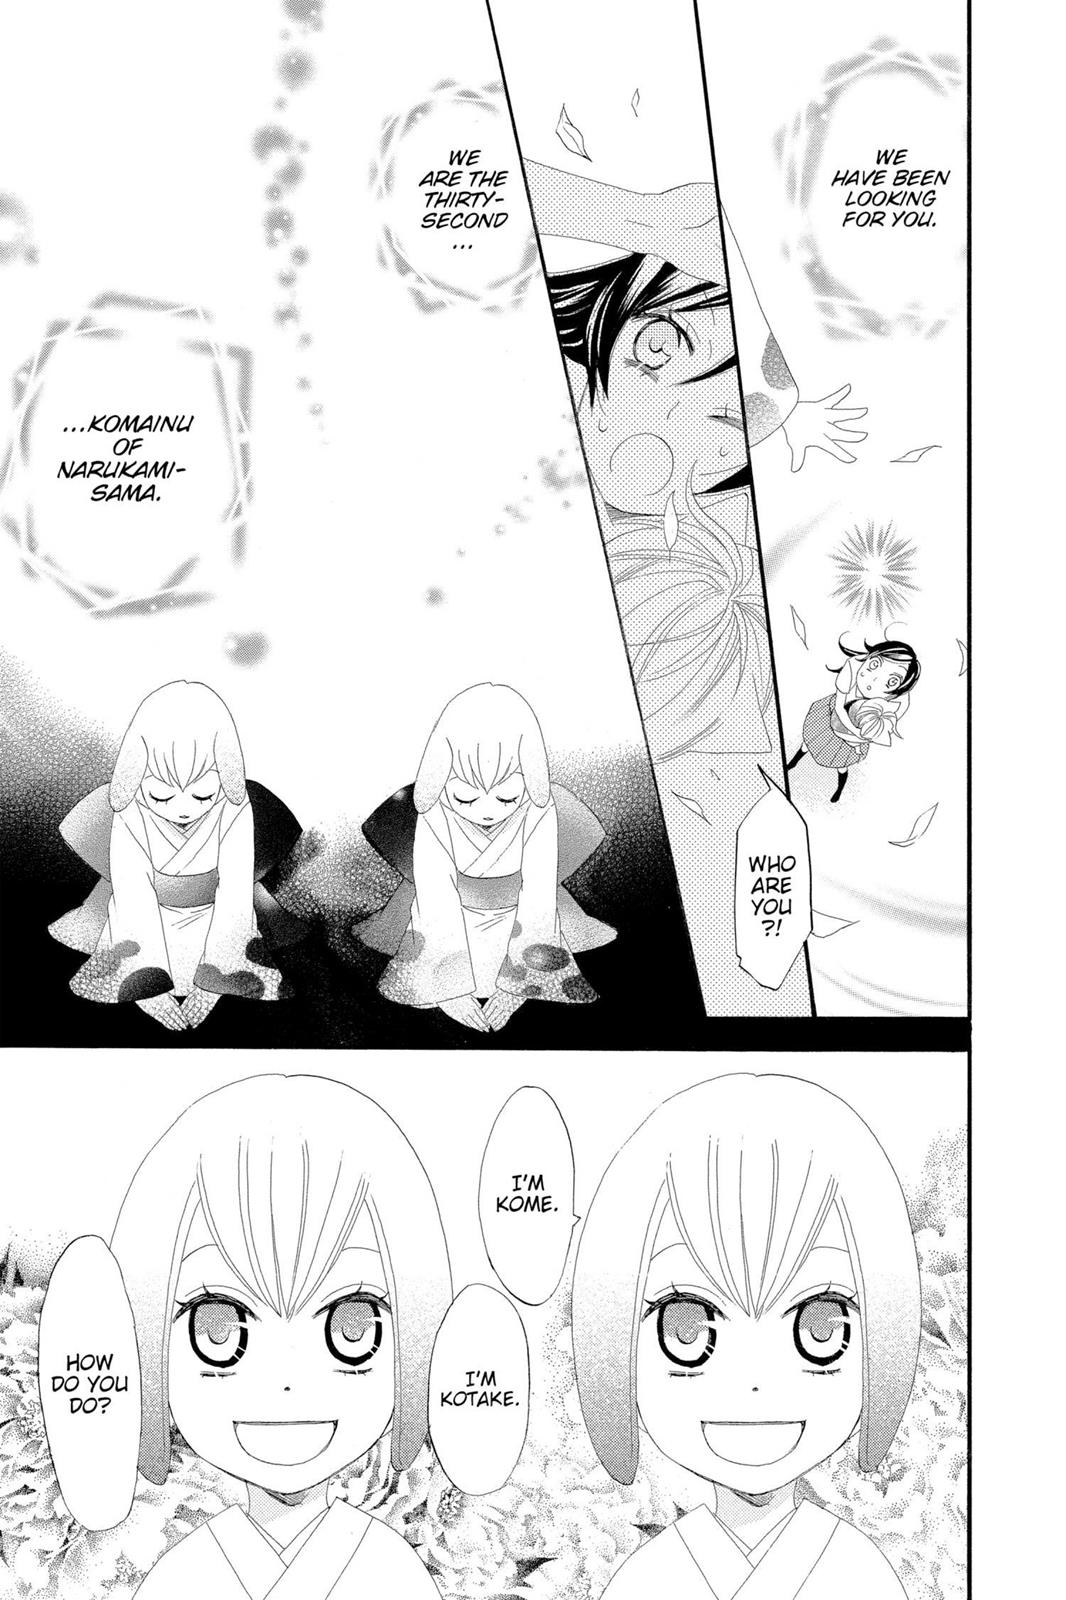 WE
HAVE BEEN
LOOKING
FOR YOU.
WHO
ARE
YOU
?!
WE
ARE THE
THIRTY-
SECOND
...
...KOMAINU
OF
NARUKAMI-
SAMA.
I'M
KOME.
I'M
KOTAKE.
HOW
DO YOU
DO?